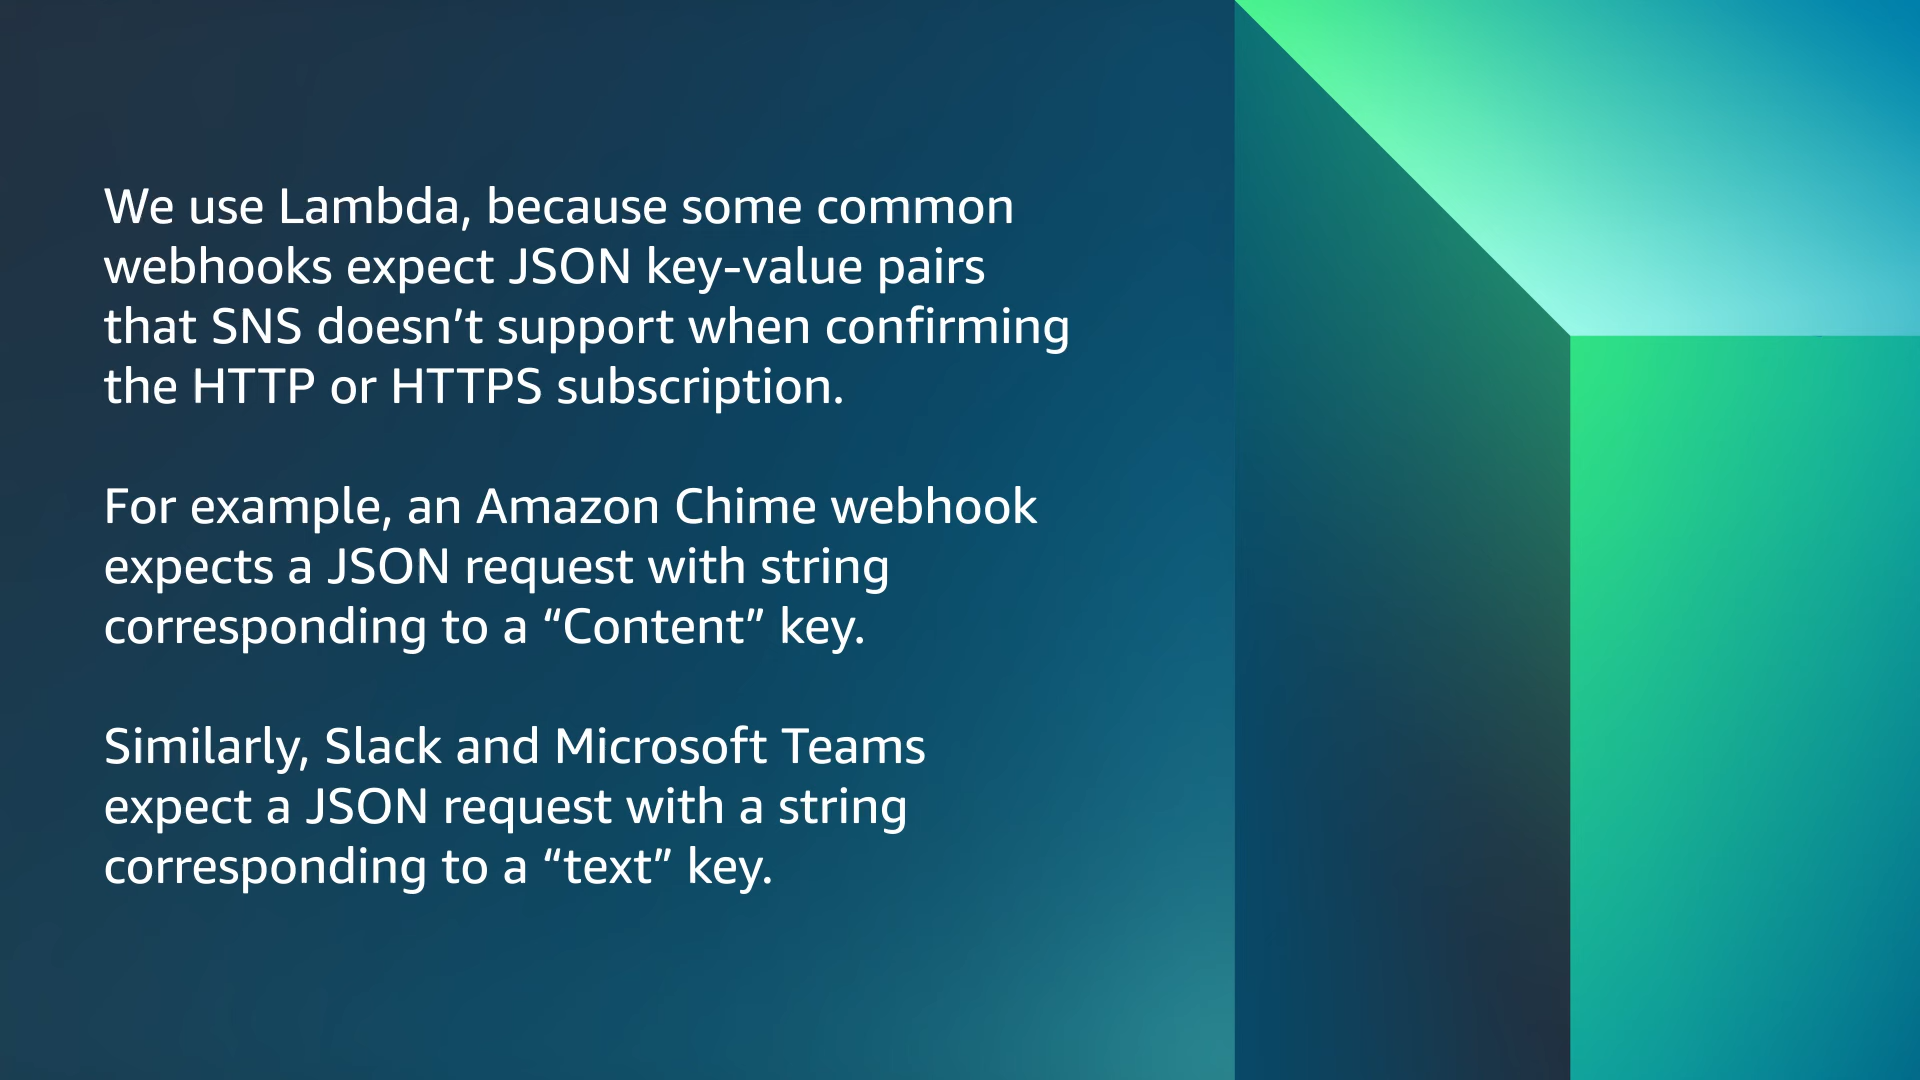 We use Lambda, because some common
webhooks expect JSON key-value pairs
that SNS doesn’t support when confirming
the HTTP or HTTPS subscription.
For example, an Amazon Chime webhook
expects a JSON request with string
corresponding to a “Content” key.
Similarly, Slack and Microsoft Teams
expect a JSON request with a string
corresponding to a “text” key.